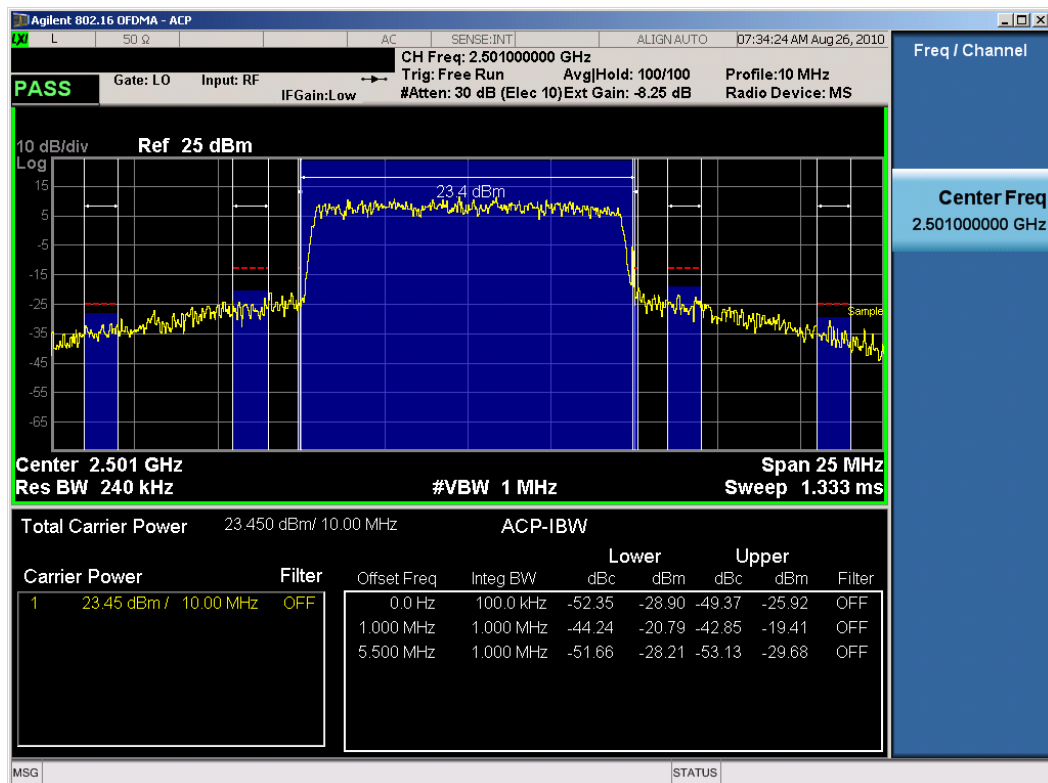 Agilent 802.16 OFDMA - ACP
LXI L 50 Ω AC SENSE:INT ALIGN AUTO 07:34:24 AM Aug 26, 2010
CH Freq: 2.501000000 GHz
PASS Gate: LO Input: RF Trig: Free Run Avg|Hold: 100/100 Profile:10 MHz
IFGain:Low #Atten: 30 dB (Elec 10) Ext Gain: -8.25 dB Radio Device: MS
Freq / Channel
Center Freq
2.501000000 GHz
10 dB/div Ref 25 dBm
Log
23.4 dBm
15
5
-5
-15
-25
-35
-45
-55
-65
Sample
Center 2.501 GHz Span 25 MHz
Res BW 240 kHz #VBW 1 MHz Sweep 1.333 ms
Total Carrier Power 23.450 dBm/ 10.00 MHz ACP-IBW
Lower Upper
Carrier Power Filter Offset Freq Integ BW dBc dBm dBc dBm Filter
1 23.45 dBm / 10.00 MHz OFF 0.0 Hz 100.0 kHz -52.35 -28.90 -49.37 -25.92 OFF
1.000 MHz 1.000 MHz -44.24 -20.79 -42.85 -19.41 OFF
5.500 MHz 1.000 MHz -51.66 -28.21 -53.13 -29.68 OFF
MSG STATUS